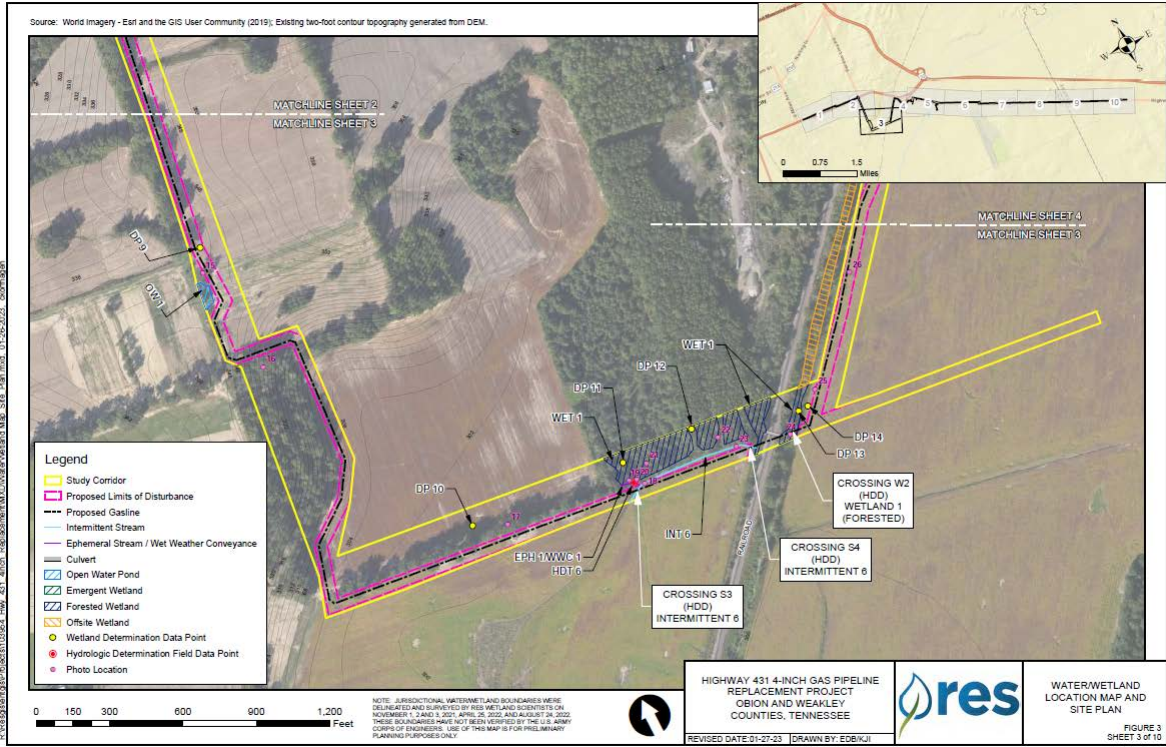 Source: World Imagery - Esri and the GIS User Community (2019); Existing two-foot contour topography generated from DEM.
MATCHLINE SHEET 2
MATCHLINE SHEET 3
N
E
S
W
1
2
3
4
5
6
7
8
9
10
0 0.75 1.5
Miles
MATCHLINE SHEET 4
MATCHLINE SHEET 3
DP 9
OW 1
16
26
WET 1
DP 12
DP 11
WET 1
25
22
DP 14
DP 13
DP 10
17
CROSSING W2
(HDD)
WETLAND 1
(FORESTED)
INT 6
RAILROAD
EPH 1/WWC 1
HDT 6
CROSSING S4
(HDD)
INTERMITTENT 6
CROSSING S3
(HDD)
INTERMITTENT 6
Legend
Study Corridor
Proposed Limits of Disturbance
Proposed Gasline
Intermittent Stream
Ephemeral Stream / Wet Weather Conveyance
Culvert
Open Water Pond
Emergent Wetland
Forested Wetland
Offsite Wetland
Wetland Determination Data Point
Hydrologic Determination Field Data Point
Photo Location
0 150 300 600 900 1,200
Feet
NOTE: JURISDICTIONAL WATER/WETLAND BOUNDARIES WERE
DELINEATED AND SURVEYED BY RES WETLAND SCIENTISTS ON
NOVEMBER 1, 2 AND 3, 2021, APRIL 25, 2022, AND AUGUST 24, 2022.
THESE BOUNDARIES HAVE NOT BEEN VERIFIED BY THE U.S. ARMY
CORPS OF ENGINEERS. USE OF THIS MAP IS FOR PRELIMINARY
PLANNING PURPOSES ONLY.
HIGHWAY 431 4-INCH GAS PIPELINE
REPLACEMENT PROJECT
OBION AND WEAKLEY
COUNTIES, TENNESSEE
REVISED DATE:01-27-23 DRAWN BY: EDB/KJI
res
WATER/WETLAND
LOCATION MAP AND
SITE PLAN
FIGURE 3
SHEET 3 of 10